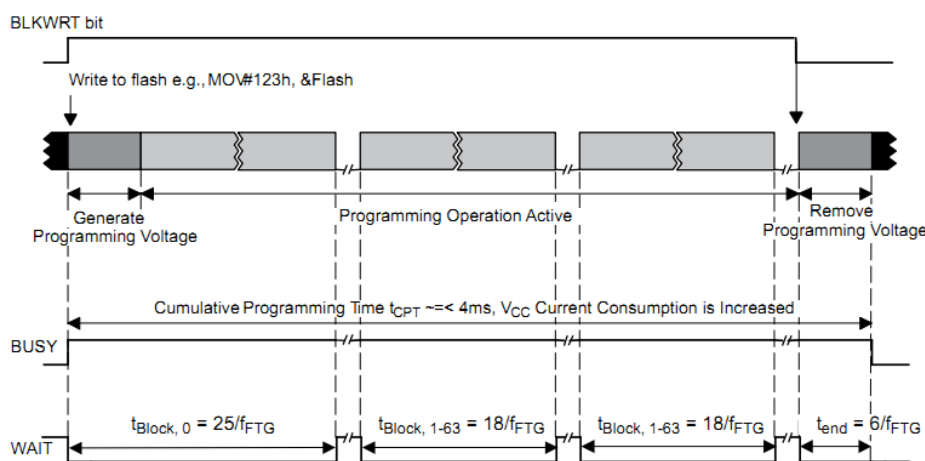 BLKWRT bit
Write to flash e.g., MOV#123h, &Flash
Generate
Programming Voltage
Programming Operation Active
Remove
Programming Voltage
Cumulative Programming Time tCPT ~=< 4ms, VCC Current Consumption is Increased
BUSY
tBlock, 0 = 25/fFTG
tBlock, 1-63 = 18/fFTG
tBlock, 1-63 = 18/fFTG
tend = 6/fFTG
WAIT